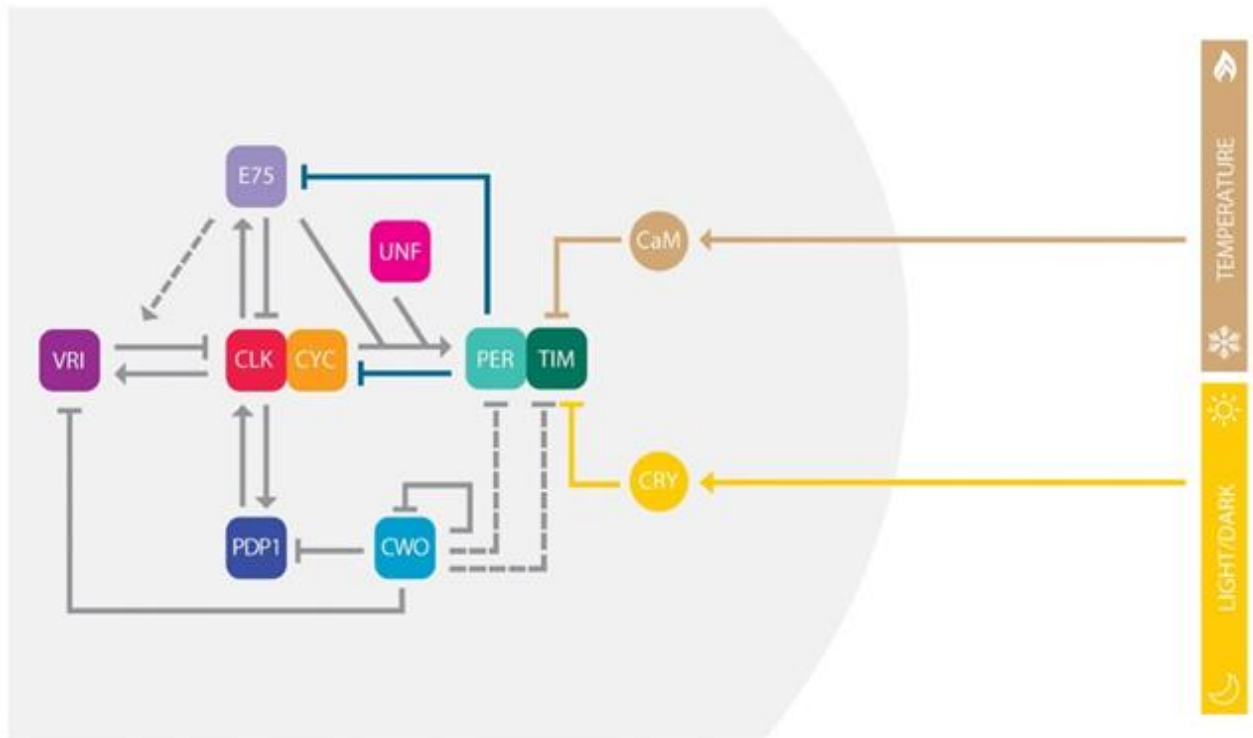 E75
UNF
CaM
TEMPERATURE
VRI
CLK
CYC
PER
TIM
CRY
PDP1
CWO
LIGHT/DARK